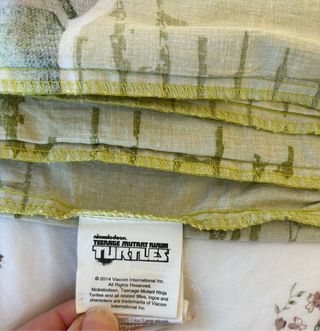 nickelodeon
TEENAGE MUTANT NINJA
TURTLES
© 2014 Viacom International Inc.
All Rights Reserved.
Nickelodeon, Teenage Mutant Ninja
Turtles and all related titles, logos and
characters are trademarks of Viacom
International Inc.